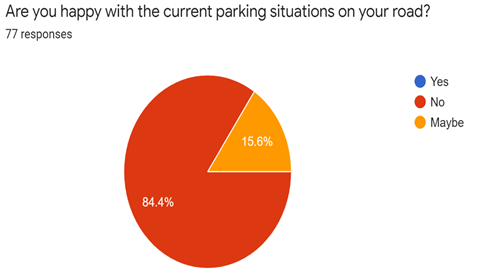 Are you happy with the current parking situations on your road?
77 responses
Yes
No
Maybe
15.6%
84.4%